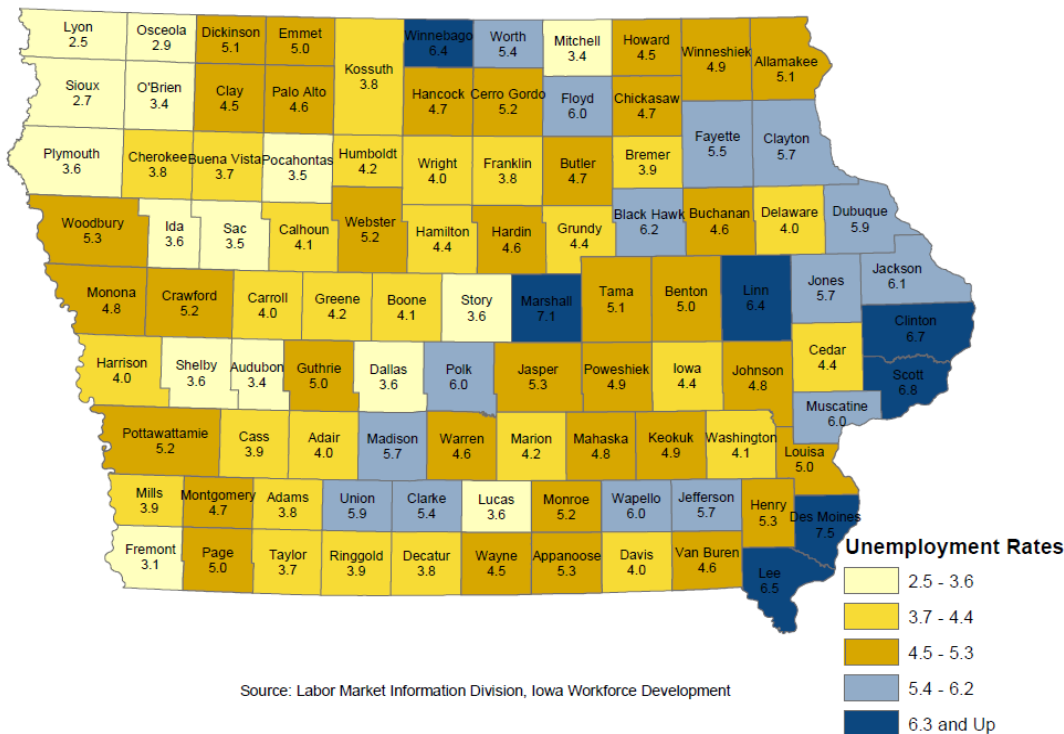 Lyon
2.5
Osceola
2.9
Dickinson
5.1
Emmet
5.0
Kossuth
3.8
Winnebago
6.4
Worth
5.4
Mitchell
3.4
Howard
4.5
Winneshiek
4.9
Allamakee
5.1
Sioux
2.7
O'Brien
3.4
Clay
4.5
Palo Alto
4.6
Hancock
4.7
Cerro Gordo
5.2
Floyd
6.0
Chickasaw
4.7
Fayette
5.5
Clayton
5.7
Plymouth
3.6
Cherokee
3.8
Buena Vista
3.7
Pocahontas
3.5
Humboldt
4.2
Wright
4.0
Franklin
3.8
Butler
4.7
Bremer
3.9
Woodbury
5.3
Ida
3.6
Sac
3.5
Calhoun
4.1
Webster
5.2
Hamilton
4.4
Hardin
4.6
Grundy
4.4
Black Hawk
6.2
Buchanan
4.6
Delaware
4.0
Dubuque
5.9
Monona
4.8
Crawford
5.2
Carroll
4.0
Greene
4.2
Boone
4.1
Story
3.6
Marshall
7.1
Tama
5.1
Benton
5.0
Linn
6.4
Jones
5.7
Jackson
6.1
Clinton
6.7
Harrison
4.0
Shelby
3.6
Audubon
3.4
Guthrie
5.0
Dallas
3.6
Polk
6.0
Jasper
5.3
Poweshiek
4.9
Iowa
4.4
Johnson
4.8
Cedar
4.4
Scott
6.8
Muscatine
6.0
Pottawattamie
5.2
Cass
3.9
Adair
4.0
Madison
5.7
Warren
4.6
Marion
4.2
Mahaska
4.8
Keokuk
4.9
Washington
4.1
Louisa
5.0
Mills
3.9
Montgomery
4.7
Adams
3.8
Union
5.9
Clarke
5.4
Lucas
3.6
Monroe
5.2
Wapello
6.0
Jefferson
5.7
Henry
5.3
Des Moines
7.5
Fremont
3.1
Page
5.0
Taylor
3.7
Ringgold
3.9
Decatur
3.8
Wayne
4.5
Appanoose
5.3
Davis
4.0
Van Buren
4.6
Lee
6.5
Unemployment Rates
2.5 - 3.6
3.7 - 4.4
4.5 - 5.3
5.4 - 6.2
6.3 and Up
Source: Labor Market Information Division, Iowa Workforce Development